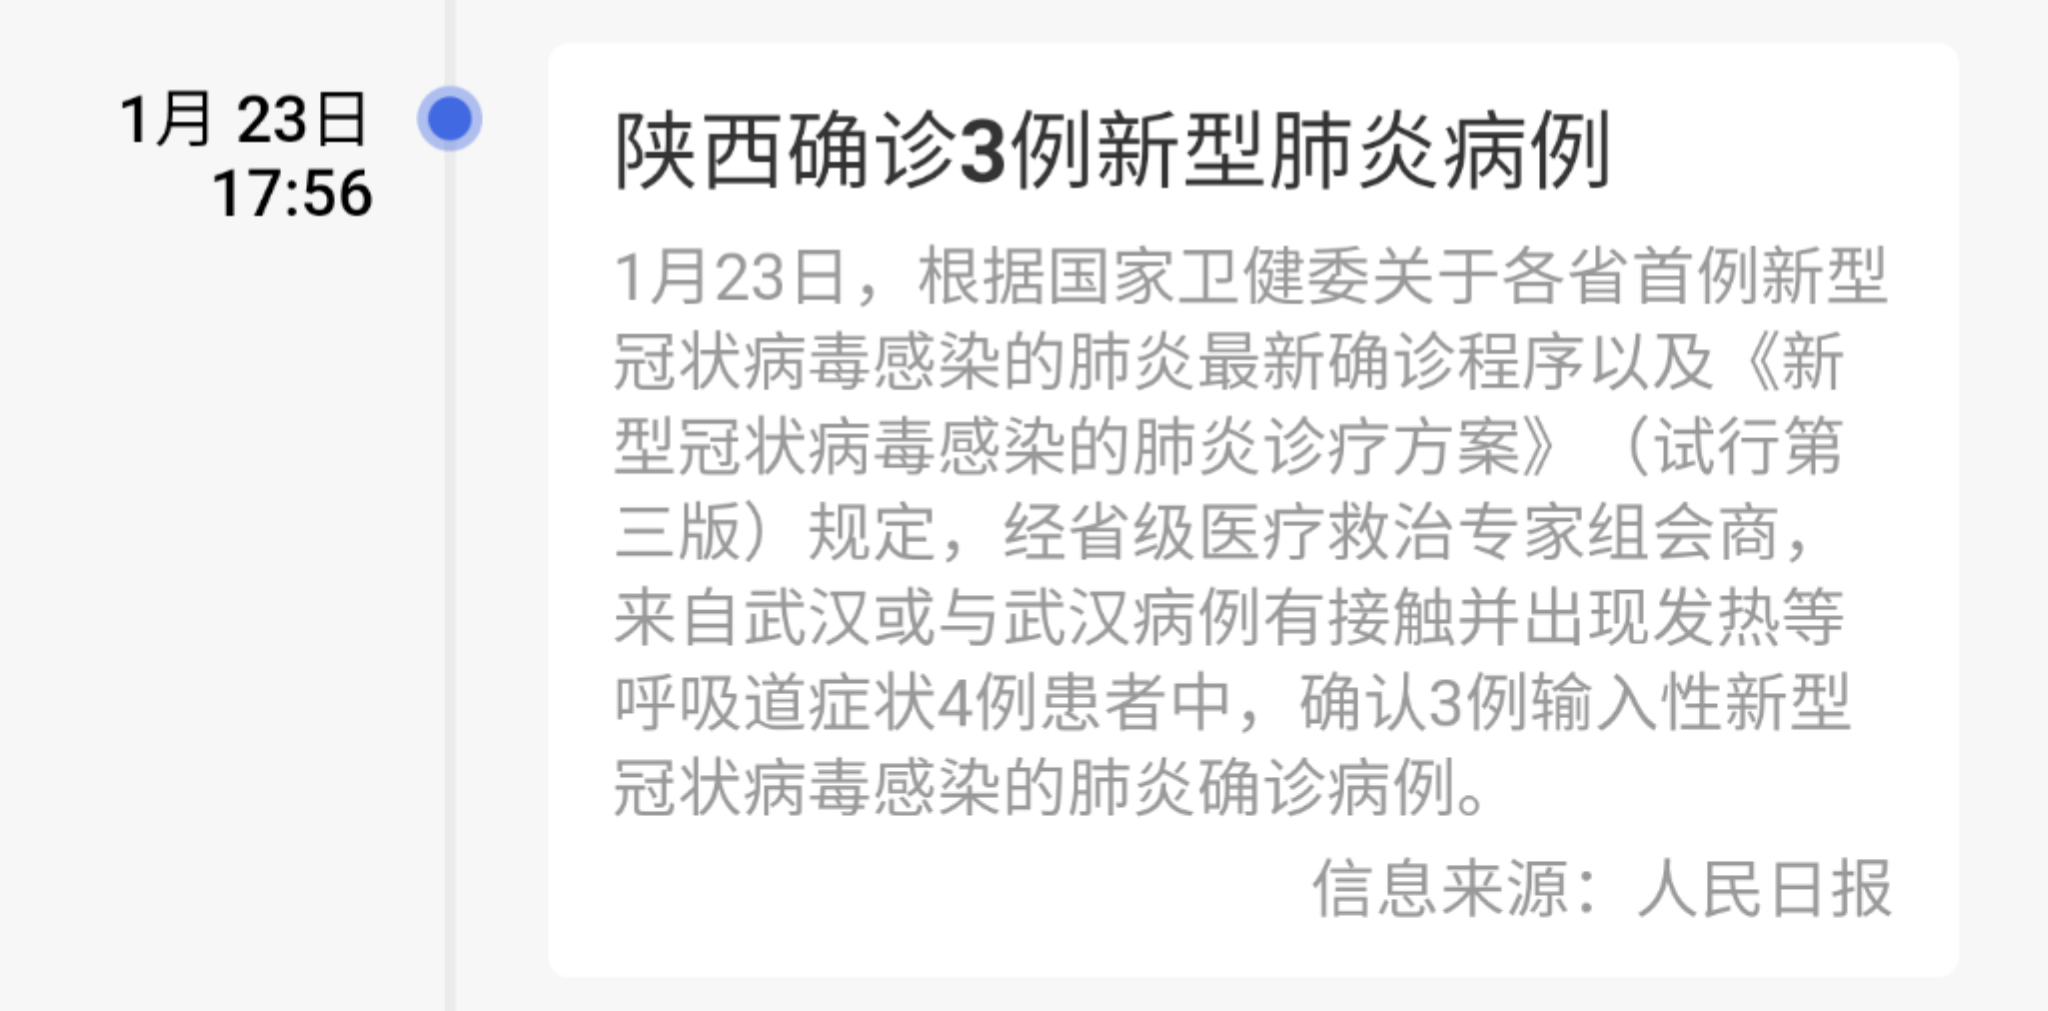 1月 23日
17:56
陕西确诊3例新型肺炎病例
1月23日，根据国家卫健委关于各省首例新型
冠状病毒感染的肺炎最新确诊程序以及《新
型冠状病毒感染的肺炎诊疗方案》（试行第
三版）规定，经省级医疗救治专家组会商，
来自武汉或与武汉病例有接触并出现发热等
呼吸道症状4例患者中，确认3例输入性新型
冠状病毒感染的肺炎确诊病例。
信息来源：人民日报